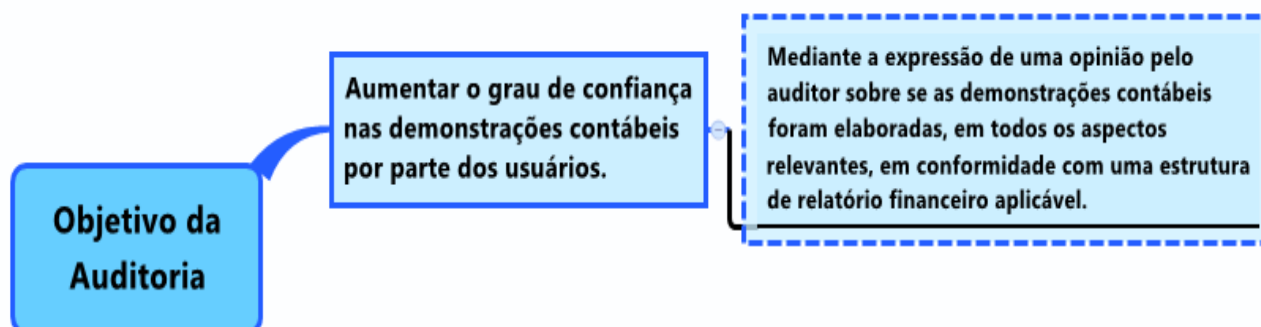 Objetivo da
Auditoria
Aumentar o grau de confiança
nas demonstrações contábeis
por parte dos usuários.
Mediante a expressão de uma opinião pelo
auditor sobre se as demonstrações contábeis
foram elaboradas, em todos os aspectos
relevantes, em conformidade com uma estrutura
de relatório financeiro aplicável.